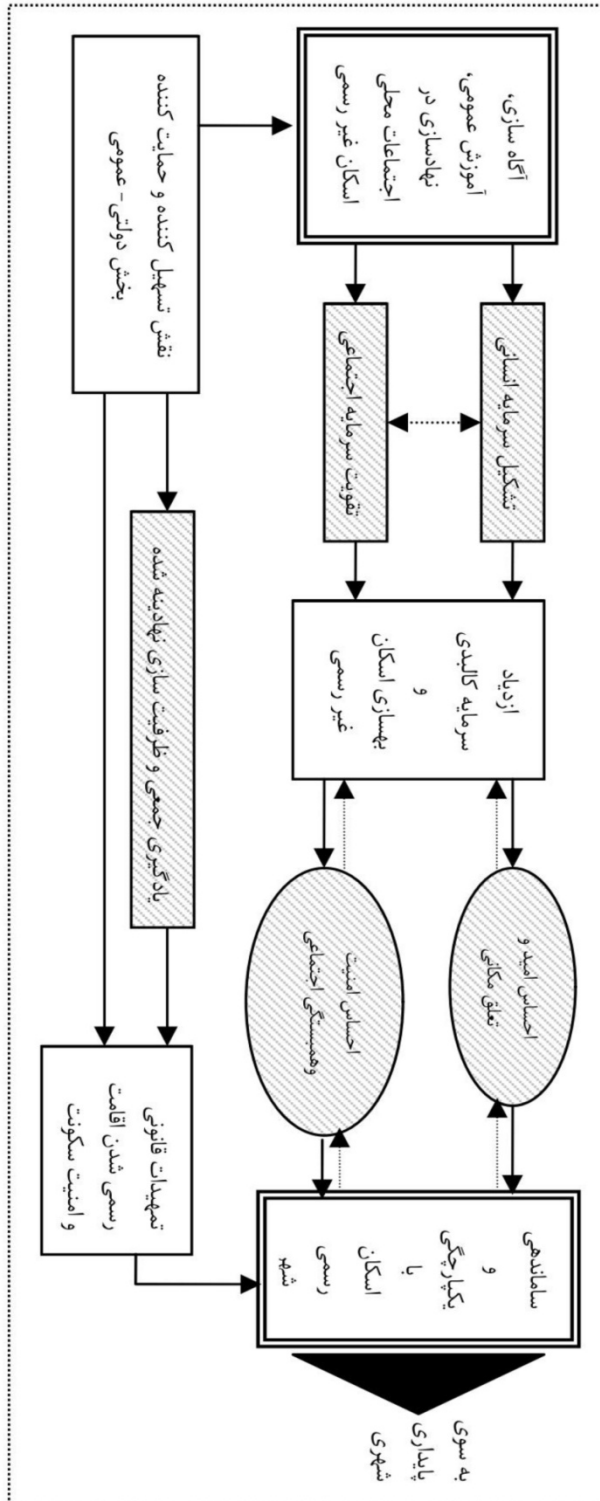 آگاه سازی،
آموزش عمومی،
نهادسازی در
اجتماعات محلی
اسکان غیر رسمی
نقش تسهیل کننده و حمایت کننده
بخش دولتی - عمومی
تشکیل سرمایه انسانی
تقویت سرمایه اجتماعی
یادگیری جمعی و ظرفیت سازی نهادینه شده
ازدیاد
سرمایه کالبدی
و
بهسازی اسکان
غیر رسمی
احساس امید و
تعلق مکانی
احساس امنیت
وهمبستگی اجتماعی
تمهیدات قانونی
رسمی شدن اقامت
و امنیت سکونت
ساماندهی
و
یکپارچگی
با
اسکان
رسمی
شهر
به سوی
پایداری
شهری